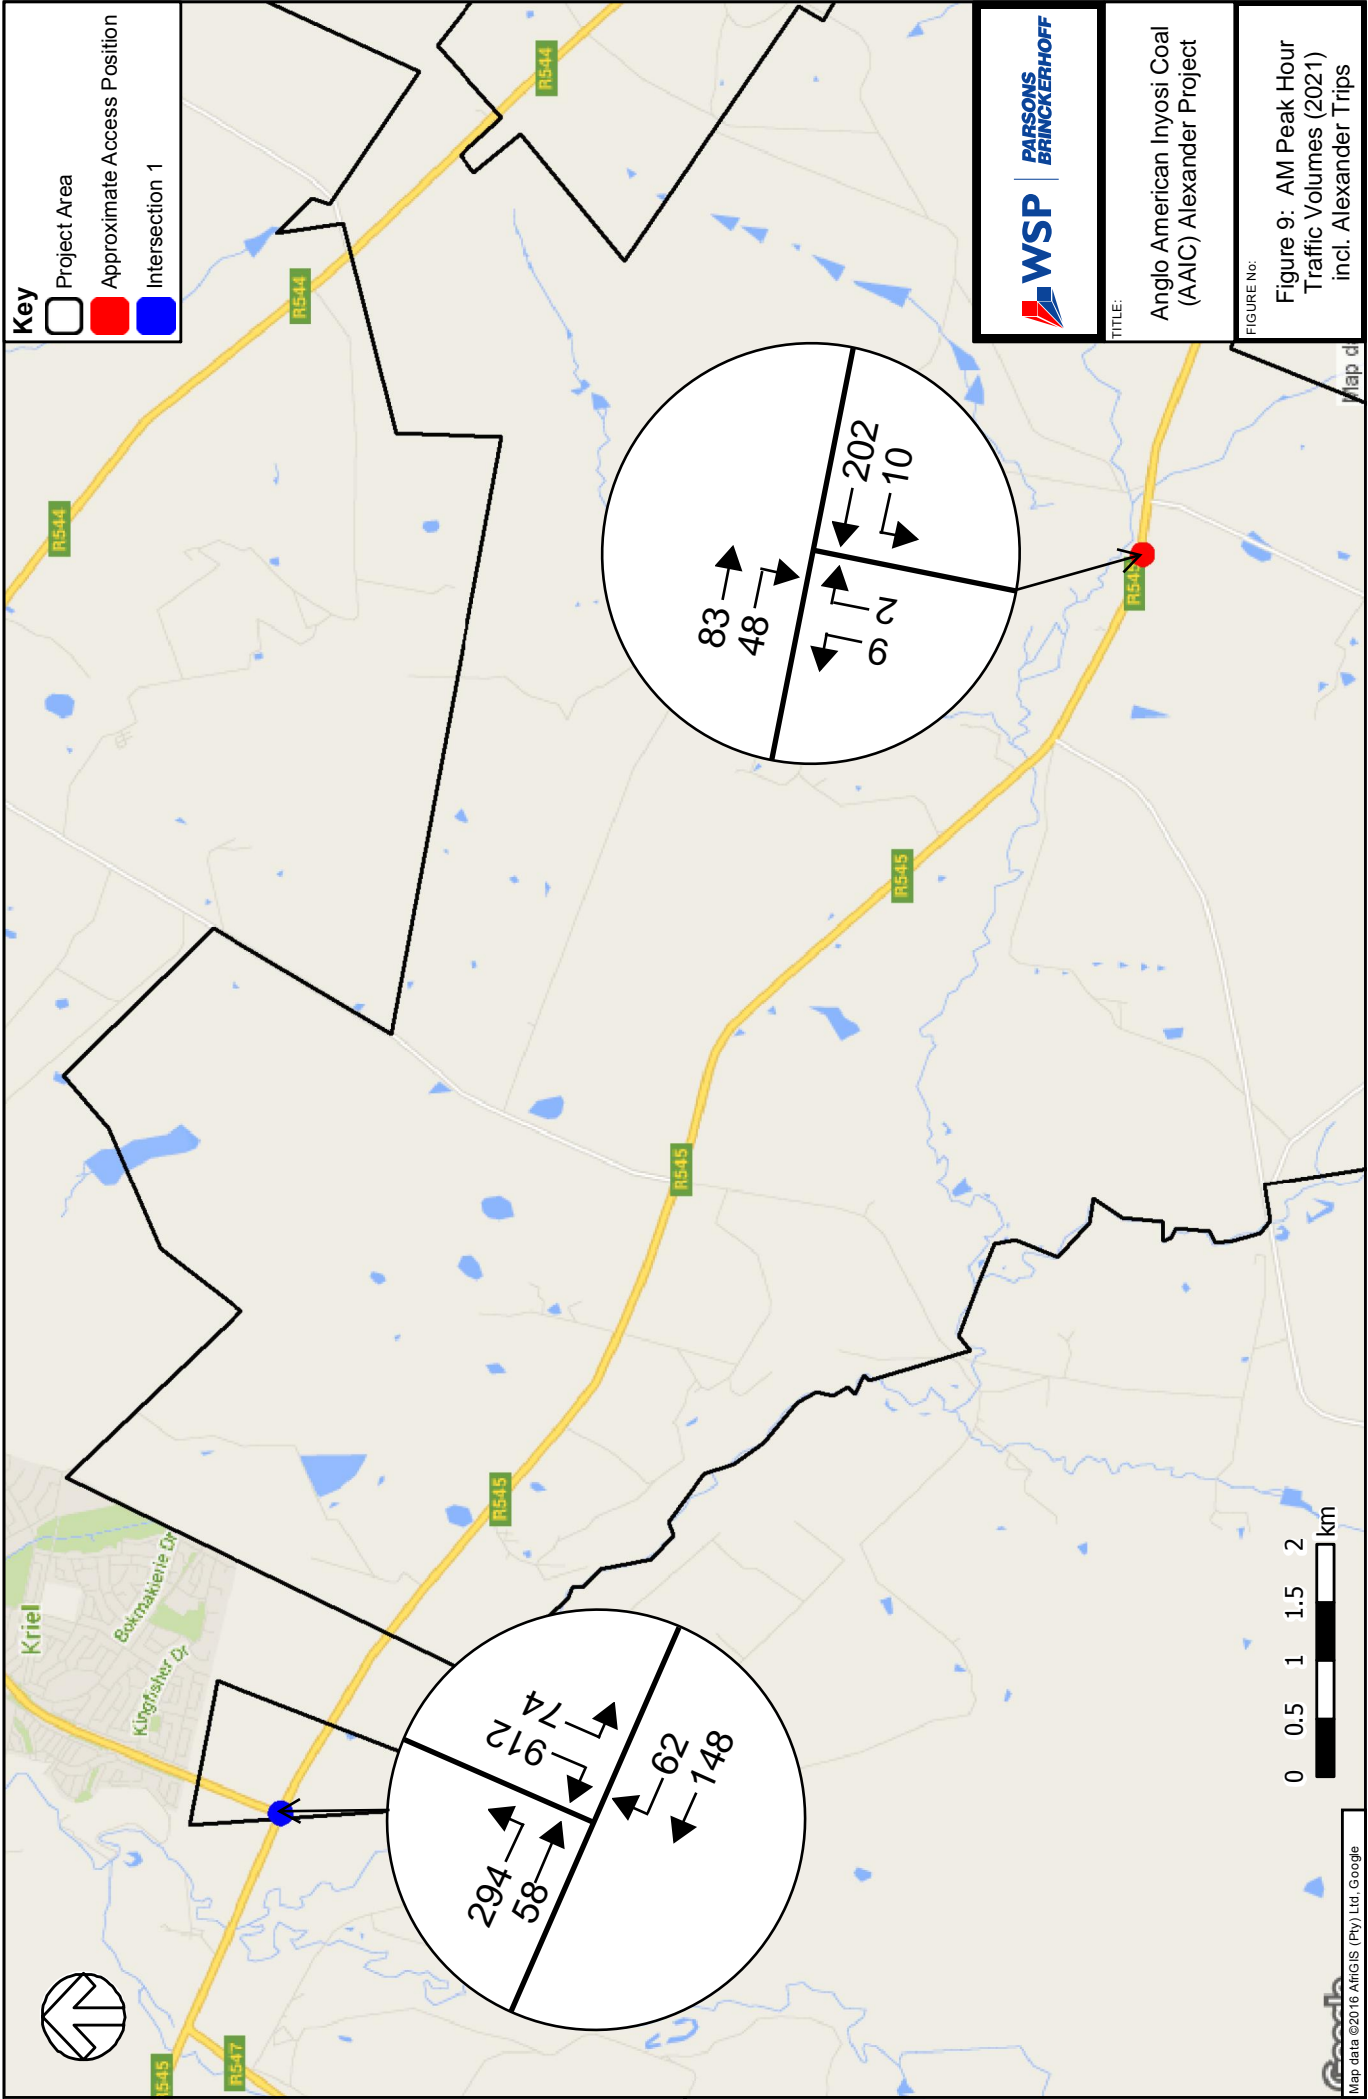 Key
Project Area
Approximate Access Position
Intersection 1
R544
R544
R544
R545
R545
R545
R545
R547
Kriel
Bokmakierie Dr
Kingfisher Dr
294
58
912
74
62
148
83
48
202
10
9
2
0 0.5 1 1.5 2
km
WSP | PARSONS
BRINCKERHOFF
TITLE:
Anglo American Inyosi Coal
(AAIC) Alexander Project
FIGURE No:
Figure 9: AM Peak Hour
Traffic Volumes (2021)
incl. Alexander Trips
Map data ©2016 AfriGIS (Pty) Ltd, Google